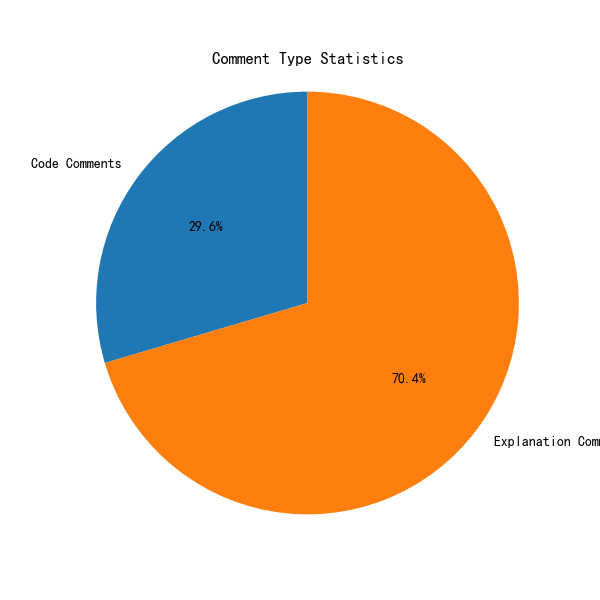 Comment Type Statistics
Code Comments
29.6%
70.4%
Explanation Com